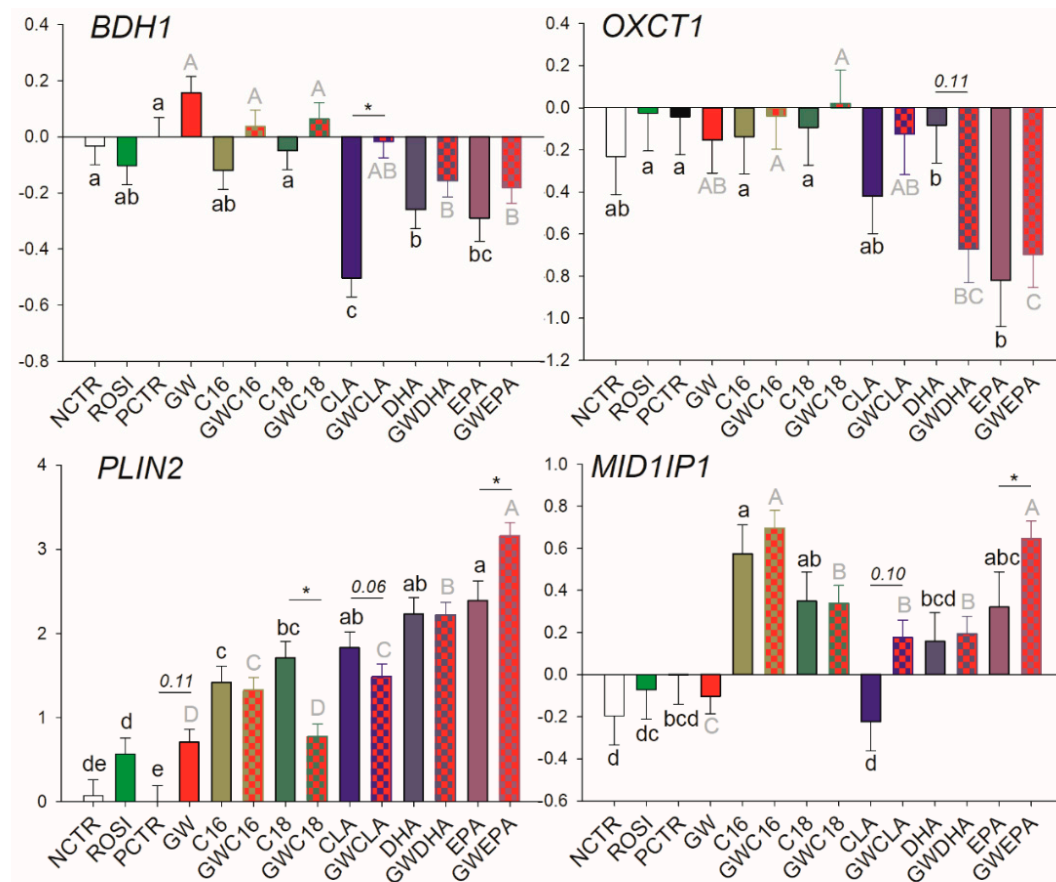 BDH1
0.4
0.2
0.0
-0.2
-0.4
-0.6
-0.8
a
ab
a
A
ab
A
a
A
*
c
AB
b
B
bc
B
NCTR
ROSI
PCTR
GW
C16
GWC16
C18
GWC18
CLA
GWCLA
DHA
GWDHA
EPA
GWEPA
OXCT1
0.4
0.2
0.0
-0.2
-0.4
-0.6
-0.8
-1.0
-1.2
ab
a
a
AB
a
A
a
A
ab
AB
0.11
b
BC
b
C
NCTR
ROSI
PCTR
GW
C16
GWC16
C18
GWC18
CLA
GWCLA
DHA
GWDHA
EPA
GWEPA
PLIN2
4
3
2
1
0
de
d
e
0.11
D
c
C
bc
*
D
ab
0.06
C
ab
B
a
*
A
NCTR
ROSI
PCTR
GW
C16
GWC16
C18
GWC18
CLA
GWCLA
DHA
GWDHA
EPA
GWEPA
MID1IP1
1.0
0.8
0.6
0.4
0.2
0.0
-0.2
-0.4
-0.6
d
dc
bcd
C
a
A
ab
B
0.10
d
B
bcd
B
abc
*
A
NCTR
ROSI
PCTR
GW
C16
GWC16
C18
GWC18
CLA
GWCLA
DHA
GWDHA
EPA
GWEPA